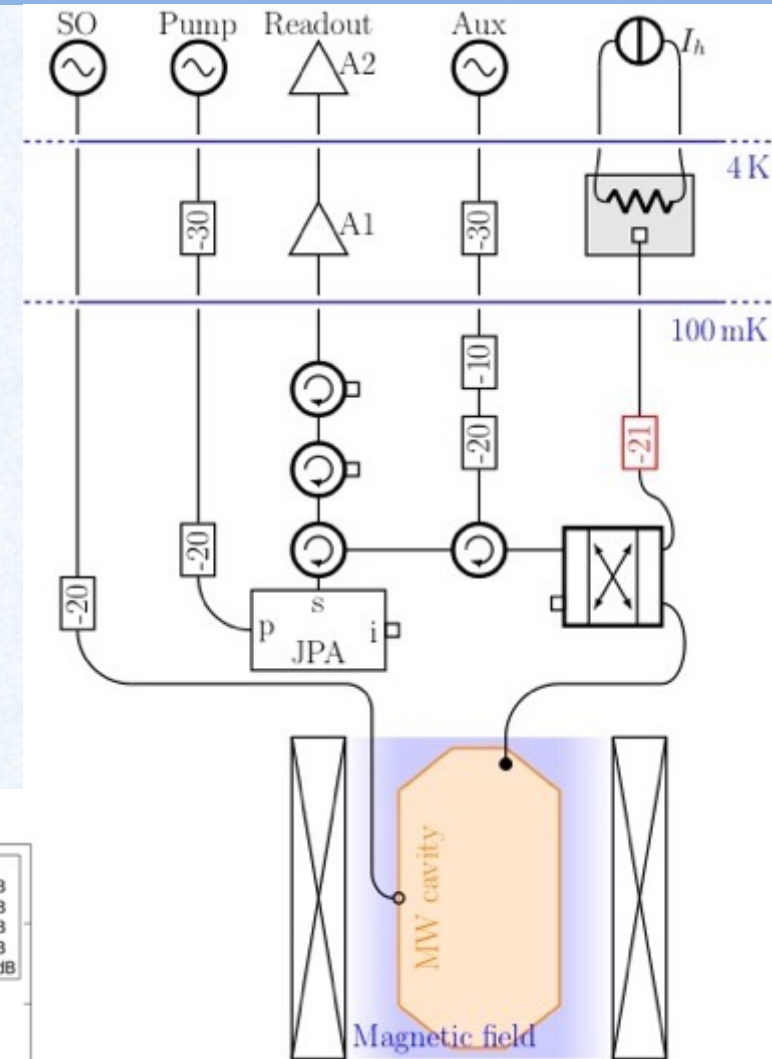 SO Pump Readout Aux
A2
I_h
4 K
-30
A1
-30
100 mK
-10
-21
-20
-20
-20
s
p
i
JPA
B
B
B
B
dB
MW cavity
Magnetic field